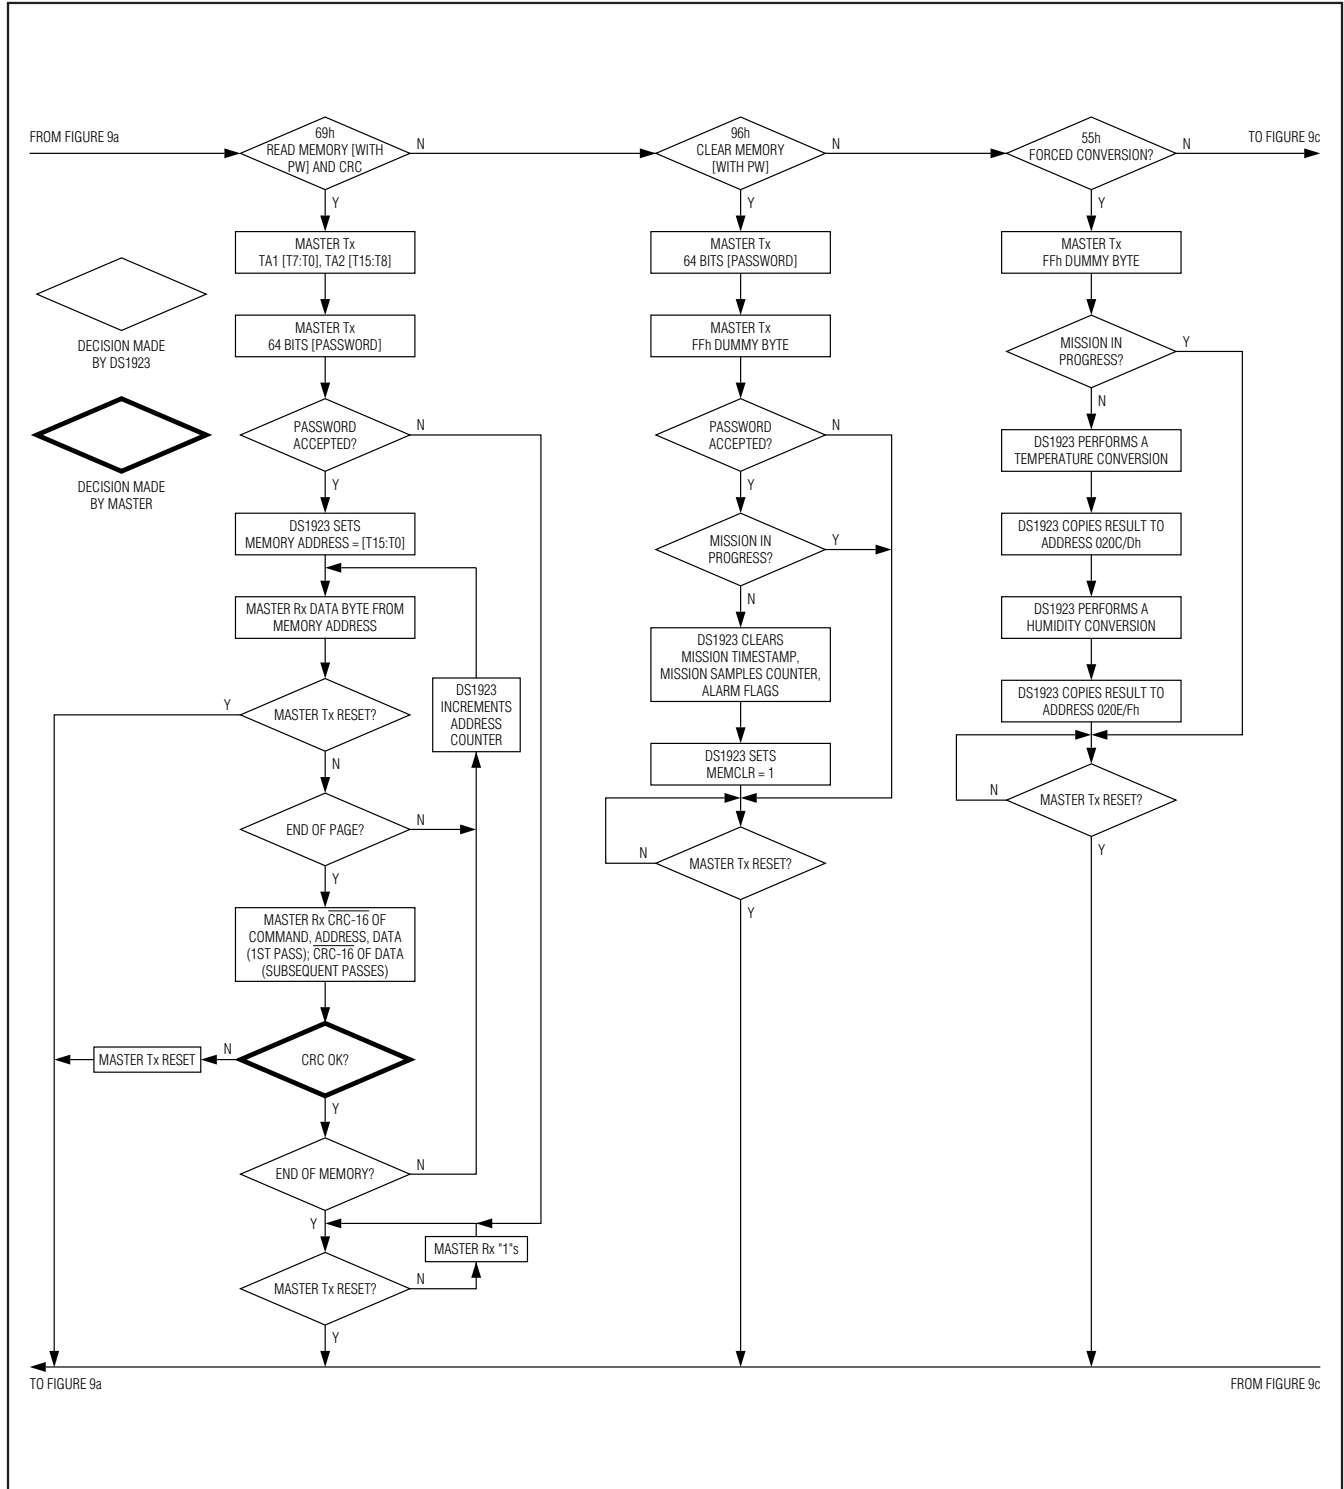 FROM FIGURE 9a
69h
READ MEMORY [WITH
PW] AND CRC
N
Y
96h
CLEAR MEMORY
[WITH PW]
N
Y
55h
FORCED CONVERSION?
N
Y
TO FIGURE 9c
DECISION MADE
BY DS1923
DECISION MADE
BY MASTER
MASTER Tx
TA1 [T7:T0], TA2 [T15:T8]
MASTER Tx
64 BITS [PASSWORD]
PASSWORD
ACCEPTED?
N
Y
DS1923 SETS
MEMORY ADDRESS = [T15:T0]
MASTER Rx DATA BYTE FROM
MEMORY ADDRESS
MASTER Tx RESET?
Y
N
DS1923
INCREMENTS
ADDRESS
COUNTER
END OF PAGE?
N
Y
MASTER Rx CRC-16 OF
COMMAND, ADDRESS, DATA
(1ST PASS); CRC-16 OF DATA
(SUBSEQUENT PASSES)
CRC OK?
N
MASTER Tx RESET
Y
END OF MEMORY?
N
Y
MASTER Rx "1"s
MASTER Tx RESET?
N
Y
MASTER Tx
64 BITS [PASSWORD]
MASTER Tx
FFh DUMMY BYTE
PASSWORD
ACCEPTED?
N
Y
MISSION IN
PROGRESS?
Y
N
DS1923 CLEARS
MISSION TIMESTAMP,
MISSION SAMPLES COUNTER,
ALARM FLAGS
DS1923 SETS
MEMCLR = 1
MASTER Tx RESET?
N
Y
MASTER Tx
FFh DUMMY BYTE
MISSION IN
PROGRESS?
Y
N
DS1923 PERFORMS A
TEMPERATURE CONVERSION
DS1923 COPIES RESULT TO
ADDRESS 020C/Dh
DS1923 PERFORMS A
HUMIDITY CONVERSION
DS1923 COPIES RESULT TO
ADDRESS 020E/Fh
MASTER Tx RESET?
N
Y
TO FIGURE 9a
FROM FIGURE 9c